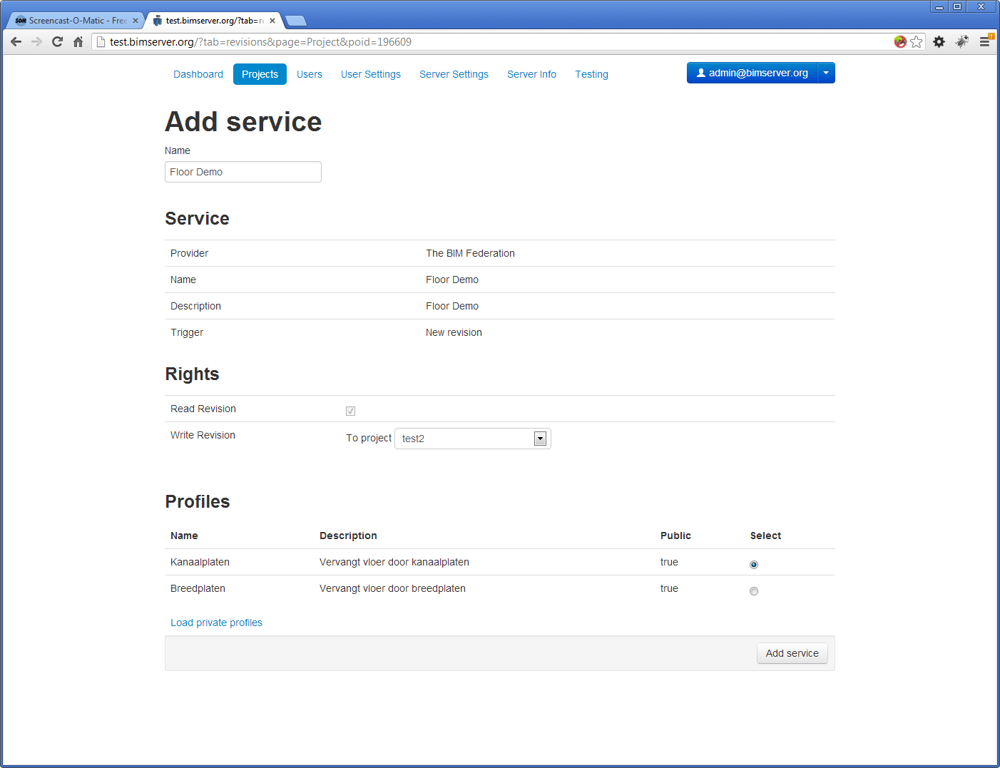 SOM Screencast-O-Matic - Free
test.bimserver.org/?tab=re
test.bimserver.org/?tab=revisions&page=Project&poid=196609
Dashboard Projects Users User Settings Server Settings Server Info Testing admin@bimserver.org
Add service
Name
Floor Demo
Service
Provider The BIM Federation
Name Floor Demo
Description Floor Demo
Trigger New revision
Rights
Read Revision
Write Revision To project test2
Profiles
Name Description Public Select
Kanaalplaten Vervangt vloer door kanaalplaten true
Breedplaten Vervangt vloer door breedplaten true
Load private profiles
Add service